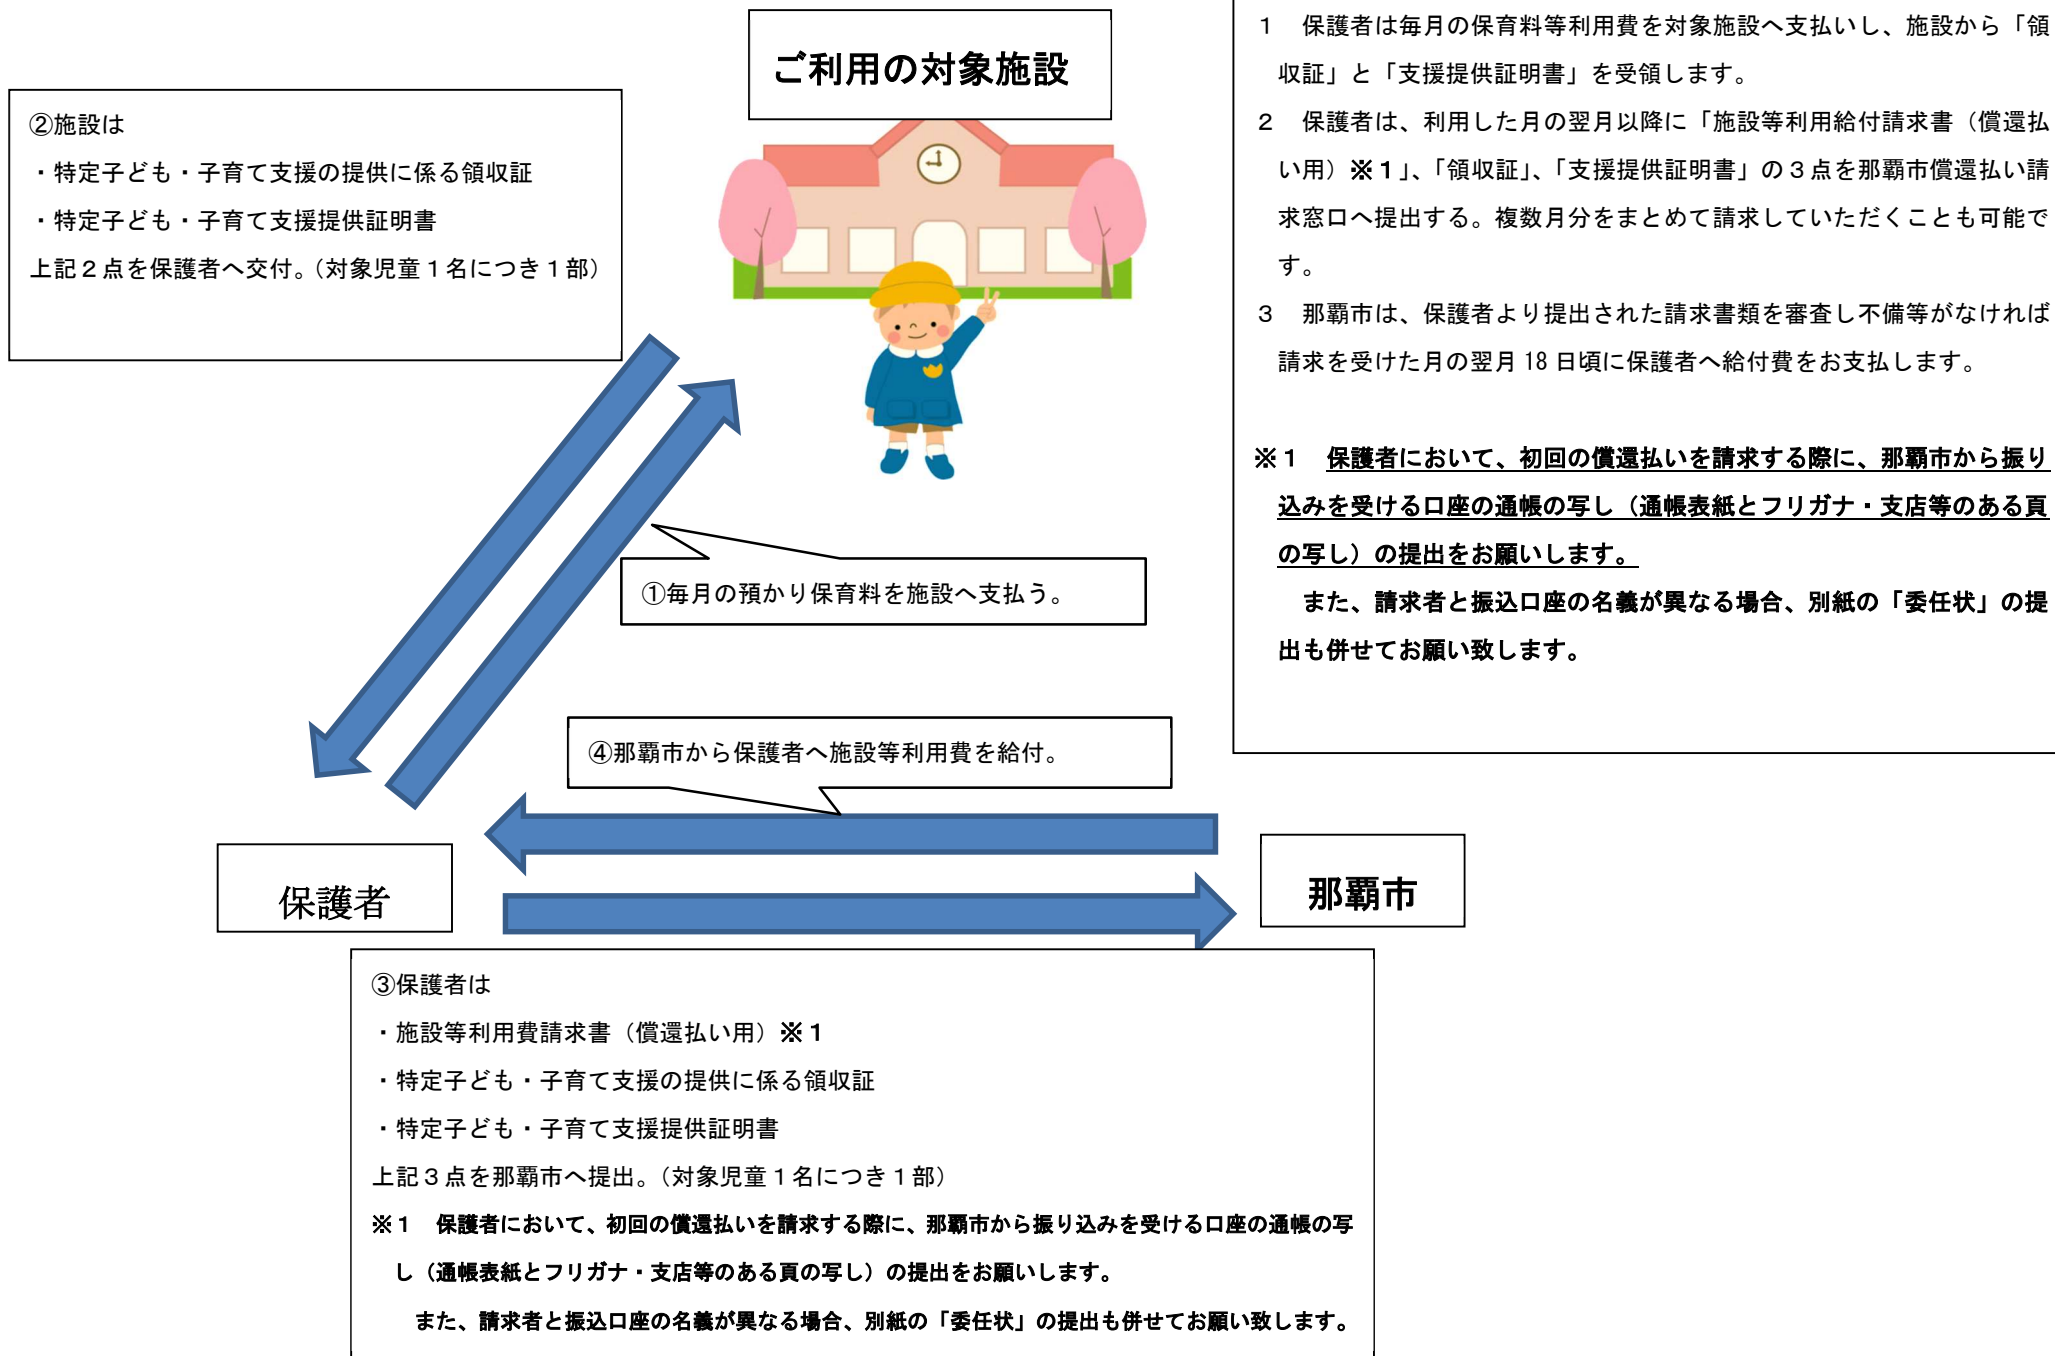 ご利用の対象施設
②施設は
・特定子ども・子育て支援の提供に係る領収証
・特定子ども・子育て支援提供証明書
上記２点を保護者へ交付。（対象児童１名につき１部）
1　保護者は毎月の保育料等利用費を対象施設へ支払いし、施設から「領
収証」と「支援提供証明書」を受領します。
2　保護者は、利用した月の翌月以降に「施設等利用給付請求書（償還払
い用）※１」、「領収証」、「支援提供証明書」の３点を那覇市償還払い請
求窓口へ提出する。複数月分をまとめて請求していただくことも可能で
す。
3　那覇市は、保護者より提出された請求書類を審査し不備等がなければ
請求を受けた月の翌月 18 日頃に保護者へ給付費をお支払します。
※１　保護者において、初回の償還払いを請求する際に、那覇市から振り
込みを受ける口座の通帳の写し（通帳表紙とフリガナ・支店等のある頁
の写し）の提出をお願いします。
また、請求者と振込口座の名義が異なる場合、別紙の「委任状」の提
出も併せてお願い致します。
①毎月の預かり保育料を施設へ支払う。
④那覇市から保護者へ施設等利用費を給付。
保護者
那覇市
③保護者は
・施設等利用費請求書（償還払い用）※１
・特定子ども・子育て支援の提供に係る領収証
・特定子ども・子育て支援提供証明書
上記３点を那覇市へ提出。（対象児童１名につき１部）
※１　保護者において、初回の償還払いを請求する際に、那覇市から振り込みを受ける口座の通帳の写
し（通帳表紙とフリガナ・支店等のある頁の写し）の提出をお願いします。
また、請求者と振込口座の名義が異なる場合、別紙の「委任状」の提出も併せてお願い致します。